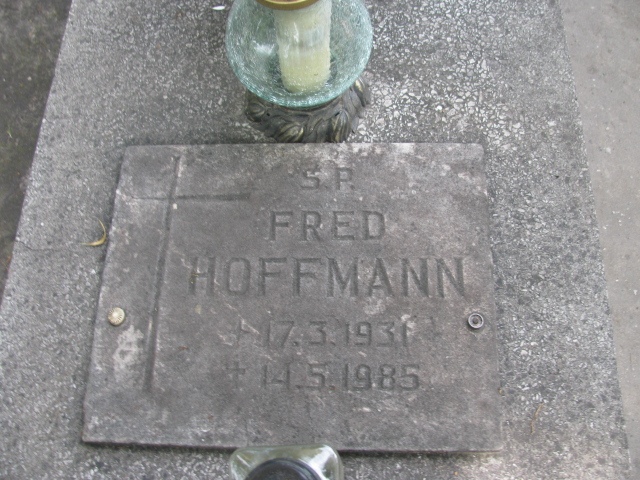 S.P.
FRED
HOFFMANN
* 17.3.1931
† 14.5.1985